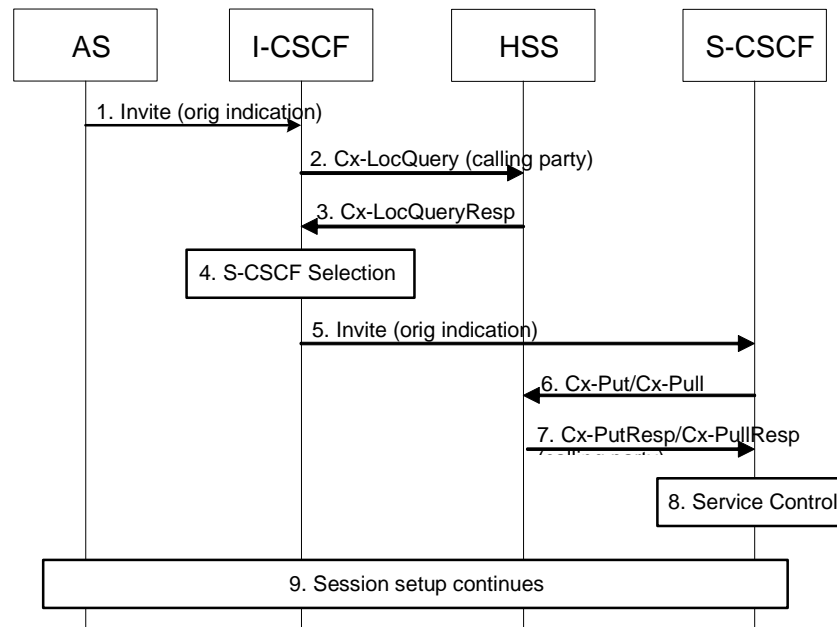 AS
I-CSCF
HSS
S-CSCF
1. Invite (orig indication)
2. Cx-LocQuery (calling party)
3. Cx-LocQueryResp
4. S-CSCF Selection
5. Invite (orig indication)
6. Cx-Put/Cx-Pull
7. Cx-PutResp/Cx-PullResp
(calling party)
8. Service Control
9. Session setup continues